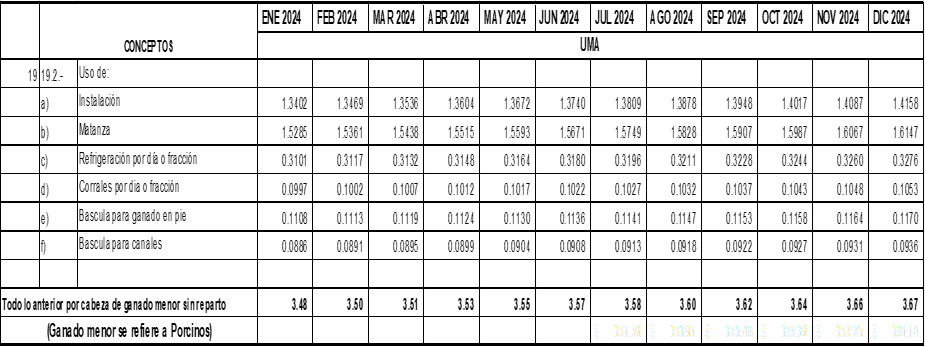 ENE 2024 FEB 2024 MAR 2024 ABR 2024 MAY 2024 JUN 2024 JUL 2024 AGO 2024 SEP 2024 OCT 2024 NOV 2024 DIC 2024
CONCEPTOS UMA
19 19.2.- Uso de:
a) Instalación 1.3402 1.3469 1.3536 1.3604 1.3672 1.3740 1.3809 1.3878 1.3948 1.4017 1.4087 1.4158
b) Matanza 1.5285 1.5361 1.5438 1.5515 1.5593 1.5671 1.5749 1.5828 1.5907 1.5987 1.6067 1.6147
c) Refrigeración por día o fracción 0.3101 0.3117 0.3132 0.3148 0.3164 0.3180 0.3196 0.3211 0.3228 0.3244 0.3260 0.3276
d) Corrales por dia o fracción 0.0997 0.1002 0.1007 0.1012 0.1017 0.1022 0.1027 0.1032 0.1037 0.1043 0.1048 0.1053
e) Bascula para ganado en pie 0.1108 0.1113 0.1119 0.1124 0.1130 0.1136 0.1141 0.1147 0.1153 0.1158 0.1164 0.1170
f) Bascula para canales 0.0886 0.0891 0.0895 0.0899 0.0904 0.0908 0.0913 0.0918 0.0922 0.0927 0.0931 0.0936
Todo lo anterior por cabeza de ganado menor sin reparto 3.48 3.50 3.51 3.53 3.55 3.57 3.58 3.60 3.62 3.64 3.66 3.67
(Ganado menor se refiere a Porcinos)